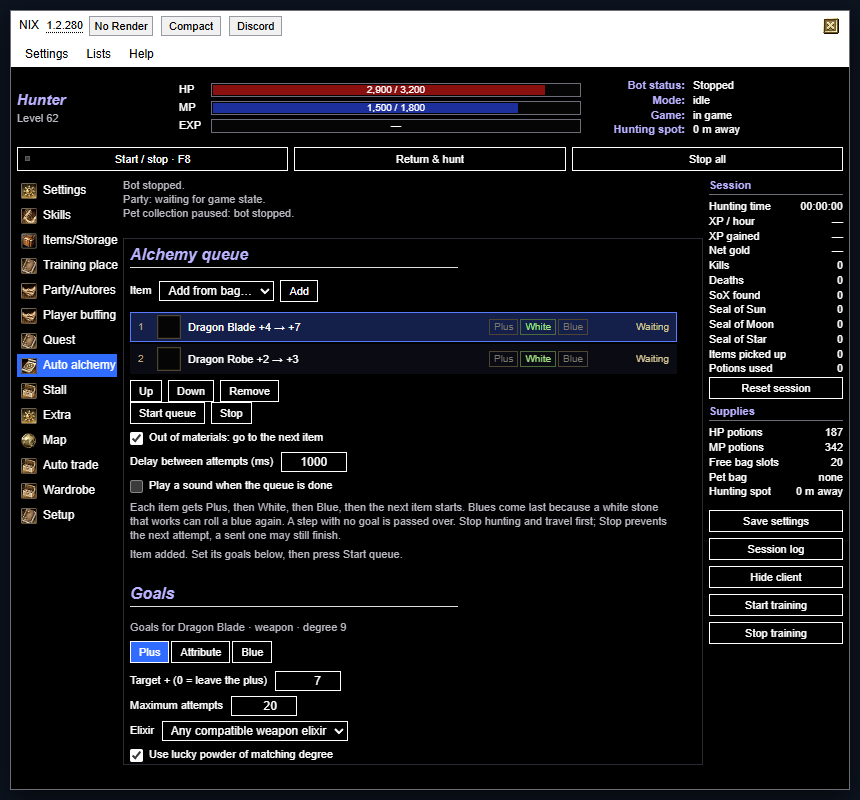 NIX 1.2.280 No Render Compact Discord
Settings Lists Help
Hunter
Level 62
HP 2,900 / 3,200
MP 1,500 / 1,800
EXP —
Bot status: Stopped
Mode: idle
Game: in game
Hunting spot: 0 m away
Start / stop · F8 Return & hunt Stop all
Settings
Skills
Items/Storage
Training place
Party/Autores
Player buffing
Quest
Auto alchemy
Stall
Extra
Map
Auto trade
Wardrobe
Setup
Bot stopped.
Party: waiting for game state.
Pet collection paused: bot stopped.
Alchemy queue
Item Add from bag... Add
1 Dragon Blade +4 → +7 Plus White Blue Waiting
2 Dragon Robe +2 → +3 Plus White Blue Waiting
Up Down Remove
Start queue Stop
Out of materials: go to the next item
Delay between attempts (ms) 1000
Play a sound when the queue is done
Each item gets Plus, then White, then Blue, then the next item starts. Blues come last because a white stone
that works can roll a blue again. A step with no goal is passed over. Stop hunting and travel first; Stop prevents
the next attempt, a sent one may still finish.
Item added. Set its goals below, then press Start queue.
Goals
Goals for Dragon Blade · weapon · degree 9
Plus Attribute Blue
Target + (0 = leave the plus) 7
Maximum attempts 20
Elixir Any compatible weapon elixir
Use lucky powder of matching degree
Session
Hunting time 00:00:00
XP / hour —
XP gained —
Net gold —
Kills 0
Deaths 0
SoX found 0
Seal of Sun 0
Seal of Moon 0
Seal of Star 0
Items picked up 0
Potions used 0
Reset session
Supplies
HP potions 187
MP potions 342
Free bag slots 20
Pet bag none
Hunting spot 0 m away
Save settings
Session log
Hide client
Start training
Stop training